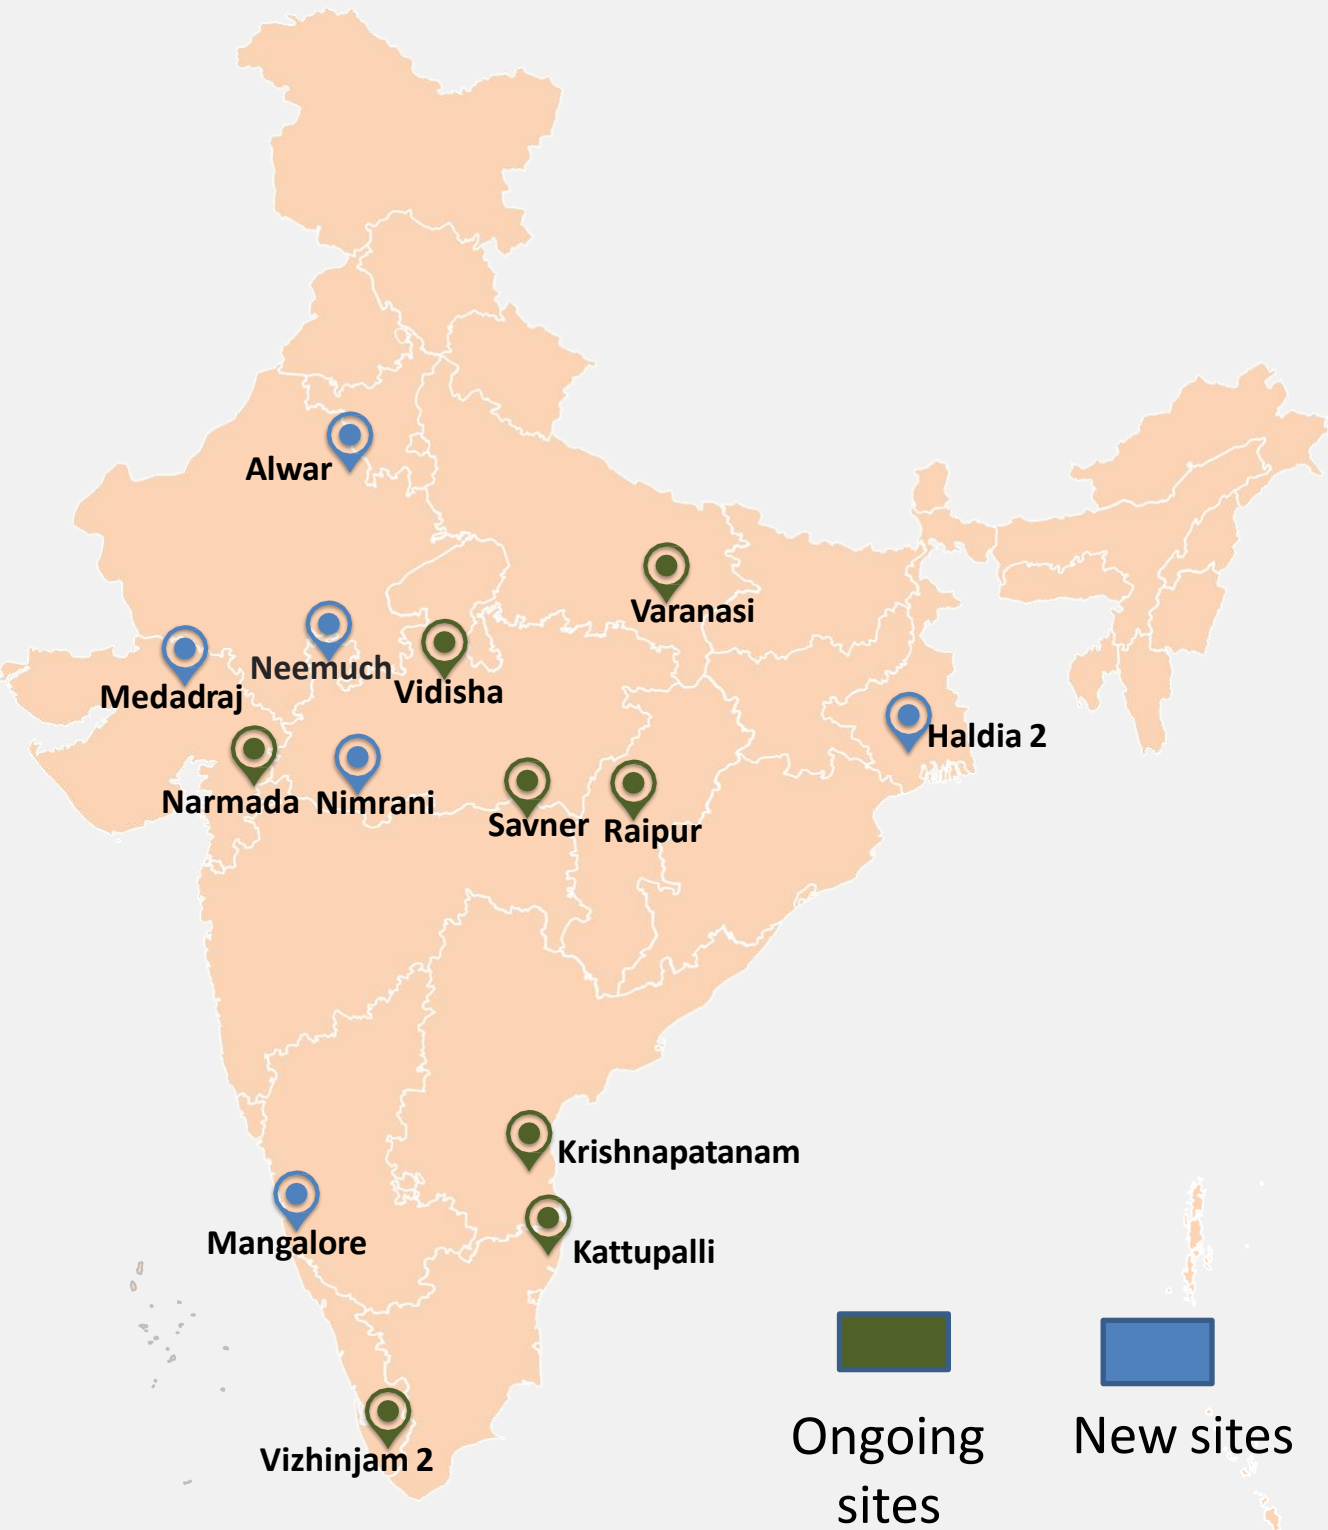 Alwar
Varanasi
Neemuch
Medadraj
Vidisha
Haldia 2
Narmada
Nimrani
Savner
Raipur
Krishnapatanam
Mangalore
Kattupalli
Vizhinjam 2
Ongoing
sites
New sites